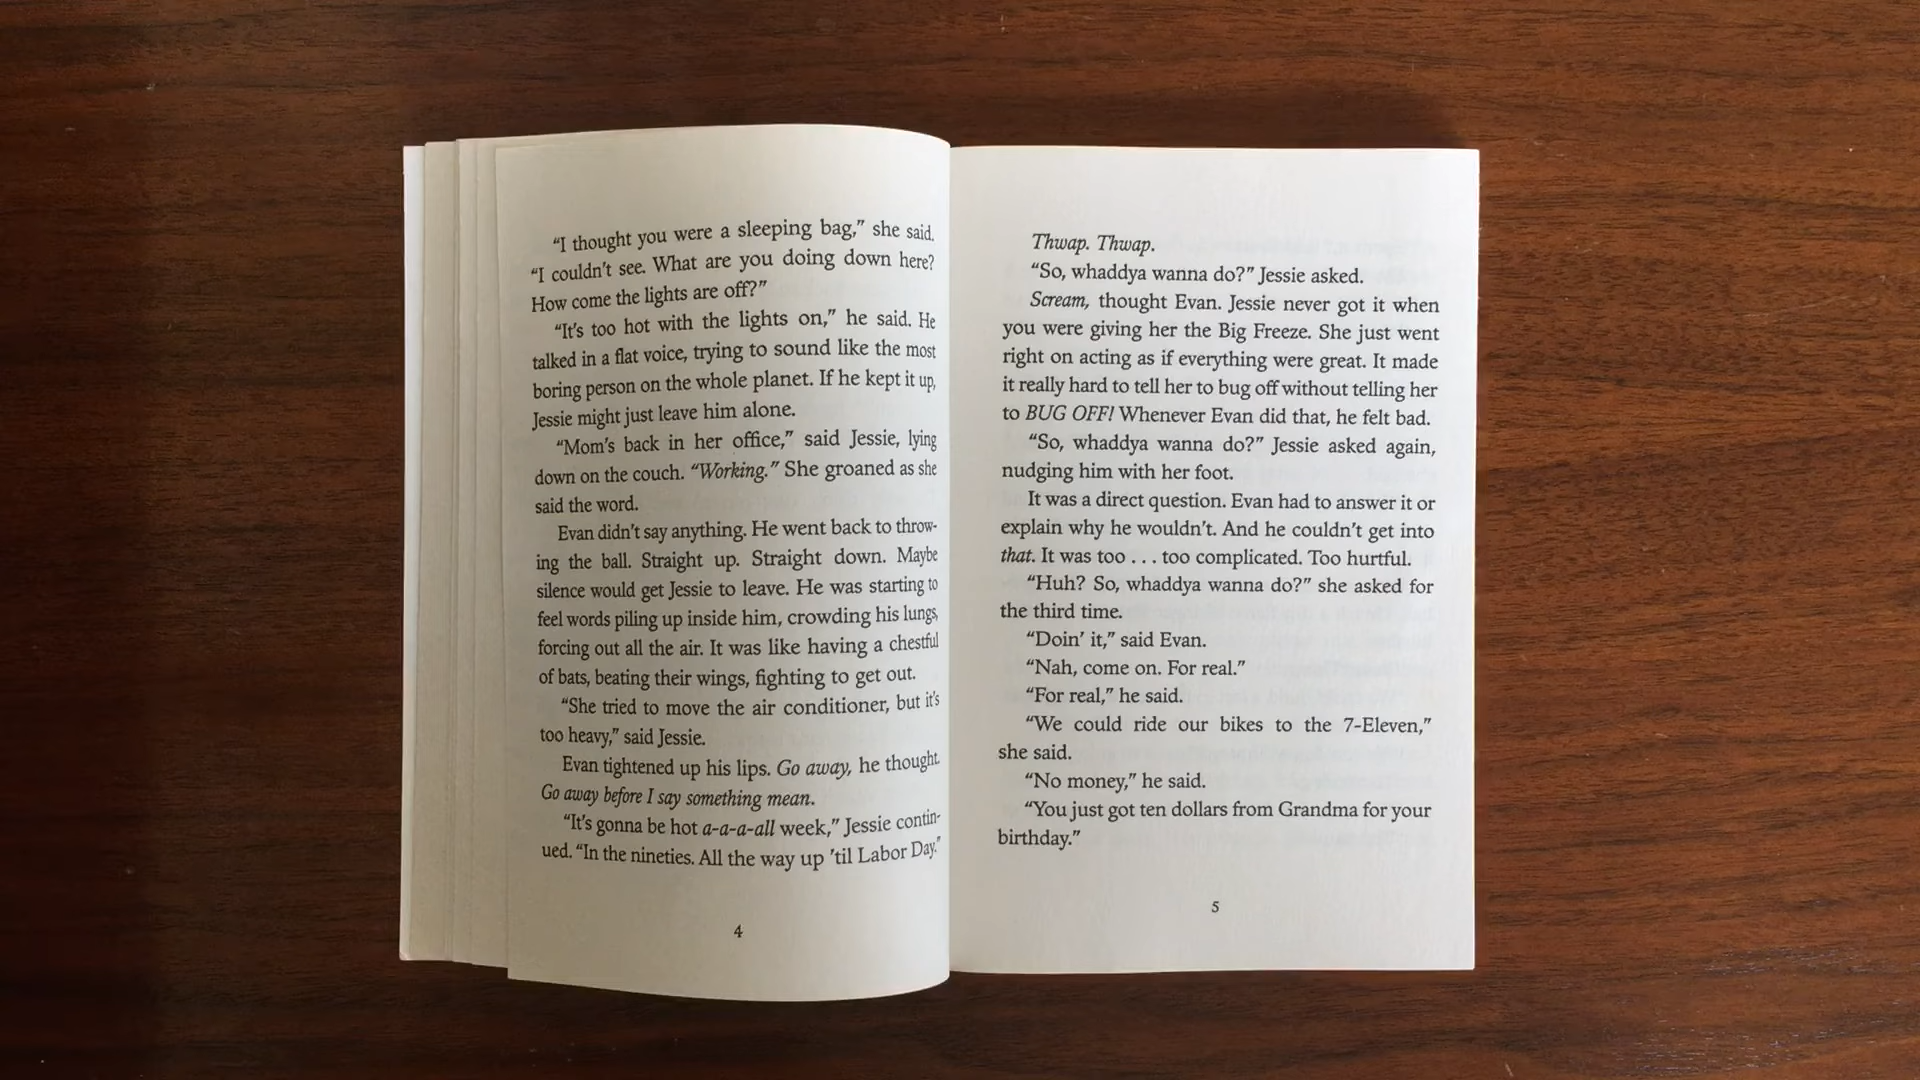 “I thought you were a sleeping bag,” she said.
“I couldn’t see. What are you doing down here?
How come the lights are off?”
“It’s too hot with the lights on,” he said. He
talked in a flat voice, trying to sound like the most
boring person on the whole planet. If he kept it up,
Jessie might just leave him alone.
“Mom’s back in her office,” said Jessie, lying
down on the couch. “Working.” She groaned as she
said the word.
Evan didn’t say anything. He went back to throw-
ing the ball. Straight up. Straight down. Maybe
silence would get Jessie to leave. He was starting to
feel words piling up inside him, crowding his lungs,
forcing out all the air. It was like having a chestful
of bats, beating their wings, fighting to get out.
“She tried to move the air conditioner, but it’s
too heavy,” said Jessie.
Evan tightened up his lips. Go away, he thought.
Go away before I say something mean.
“It’s gonna be hot a-a-a-all week,” Jessie contin-
ued. “In the nineties. All the way up ’til Labor Day.”
4
Thwap. Thwap.
“So, whaddya wanna do?” Jessie asked.
Scream, thought Evan. Jessie never got it when
you were giving her the Big Freeze. She just went
right on acting as if everything were great. It made
it really hard to tell her to bug off without telling her
to BUG OFF! Whenever Evan did that, he felt bad.
“So, whaddya wanna do?” Jessie asked again,
nudging him with her foot.
It was a direct question. Evan had to answer it or
explain why he wouldn’t. And he couldn’t get into
that. It was too . . . too complicated. Too hurtful.
“Huh? So, whaddya wanna do?” she asked for
the third time.
“Doin’ it,” said Evan.
“Nah, come on. For real.”
“For real,” he said.
“We could ride our bikes to the 7-Eleven,”
she said.
“No money,” he said.
“You just got ten dollars from Grandma for your
birthday.”
5